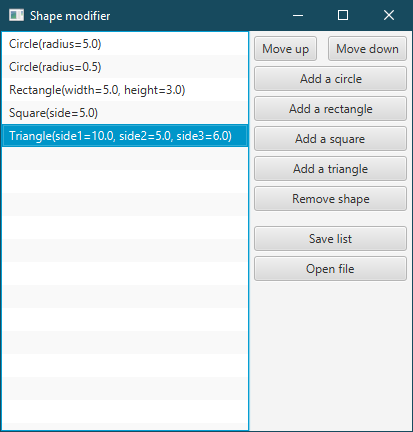 Shape modifier
Circle(radius=5.0)
Circle(radius=0.5)
Rectangle(width=5.0, height=3.0)
Square(side=5.0)
Triangle(side1=10.0, side2=5.0, side3=6.0)
Move up
Move down
Add a circle
Add a rectangle
Add a square
Add a triangle
Remove shape
Save list
Open file